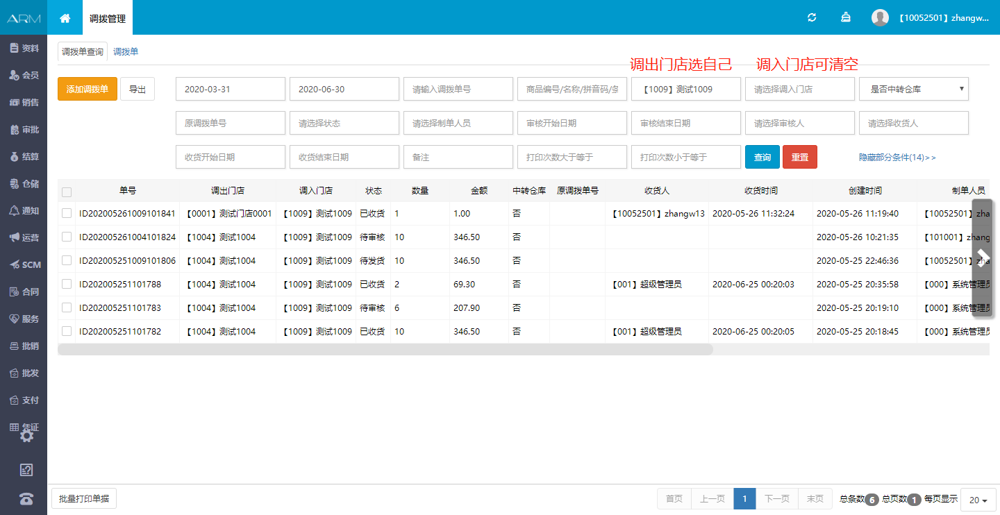 ARM
调拨管理
【10052501】zhangw...
资料
会员
销售
审批
结算
仓储
通知
运营
SCM
合同
服务
批销
批发
支付
凭证
调拨单查询 调拨单
调出门店选自己 调入门店可清空
添加调拨单 导出 2020-03-31 2020-06-30 请输入调拨单号 商品编号/名称/拼音码/多 【1009】测试1009 请选择调入门店 是否中转仓库
原调拨单号 请选择状态 请选择制单人员 审核开始日期 审核结束日期 请选择审核人 请选择收货人
收货开始日期 收货结束日期 备注 打印次数大于等于 打印次数小于等于 查询 重置 隐藏部分条件(14)>>
单号 调出门店 调入门店 状态 数量 金额 中转仓库 原调拨单号 收货人 收货时间 创建时间 制单人员
ID202005261009101841 【0001】测试门店0001 【1009】测试1009 已收货 1 1.00 否 【10052501】zhangw13 2020-05-26 11:32:24 2020-05-26 11:19:40 【10052501】zha
ID202005261004101824 【1004】测试1004 【1009】测试1009 待审核 10 346.50 否 2020-05-26 10:21:35 【101001】zhang
ID202005251009101806 【1004】测试1004 【1009】测试1009 待发货 10 346.50 否 2020-05-25 22:46:36 【10052501】zha
ID202005251101788 【1004】测试1004 【1009】测试1009 已收货 2 69.30 否 【001】超级管理员 2020-06-25 00:20:03 2020-05-25 20:35:58 【000】系统管理员
ID202005251101783 【1004】测试1004 【1009】测试1009 待审核 6 207.90 否 2020-05-25 20:19:10 【000】系统管理员
ID202005251101782 【1004】测试1004 【1009】测试1009 已收货 10 346.50 否 【001】超级管理员 2020-06-25 00:20:05 2020-05-25 20:18:45 【000】系统管理员
批量打印单据 首页 上一页 1 下一页 末页 总条数 6 总页数 1 每页显示 20